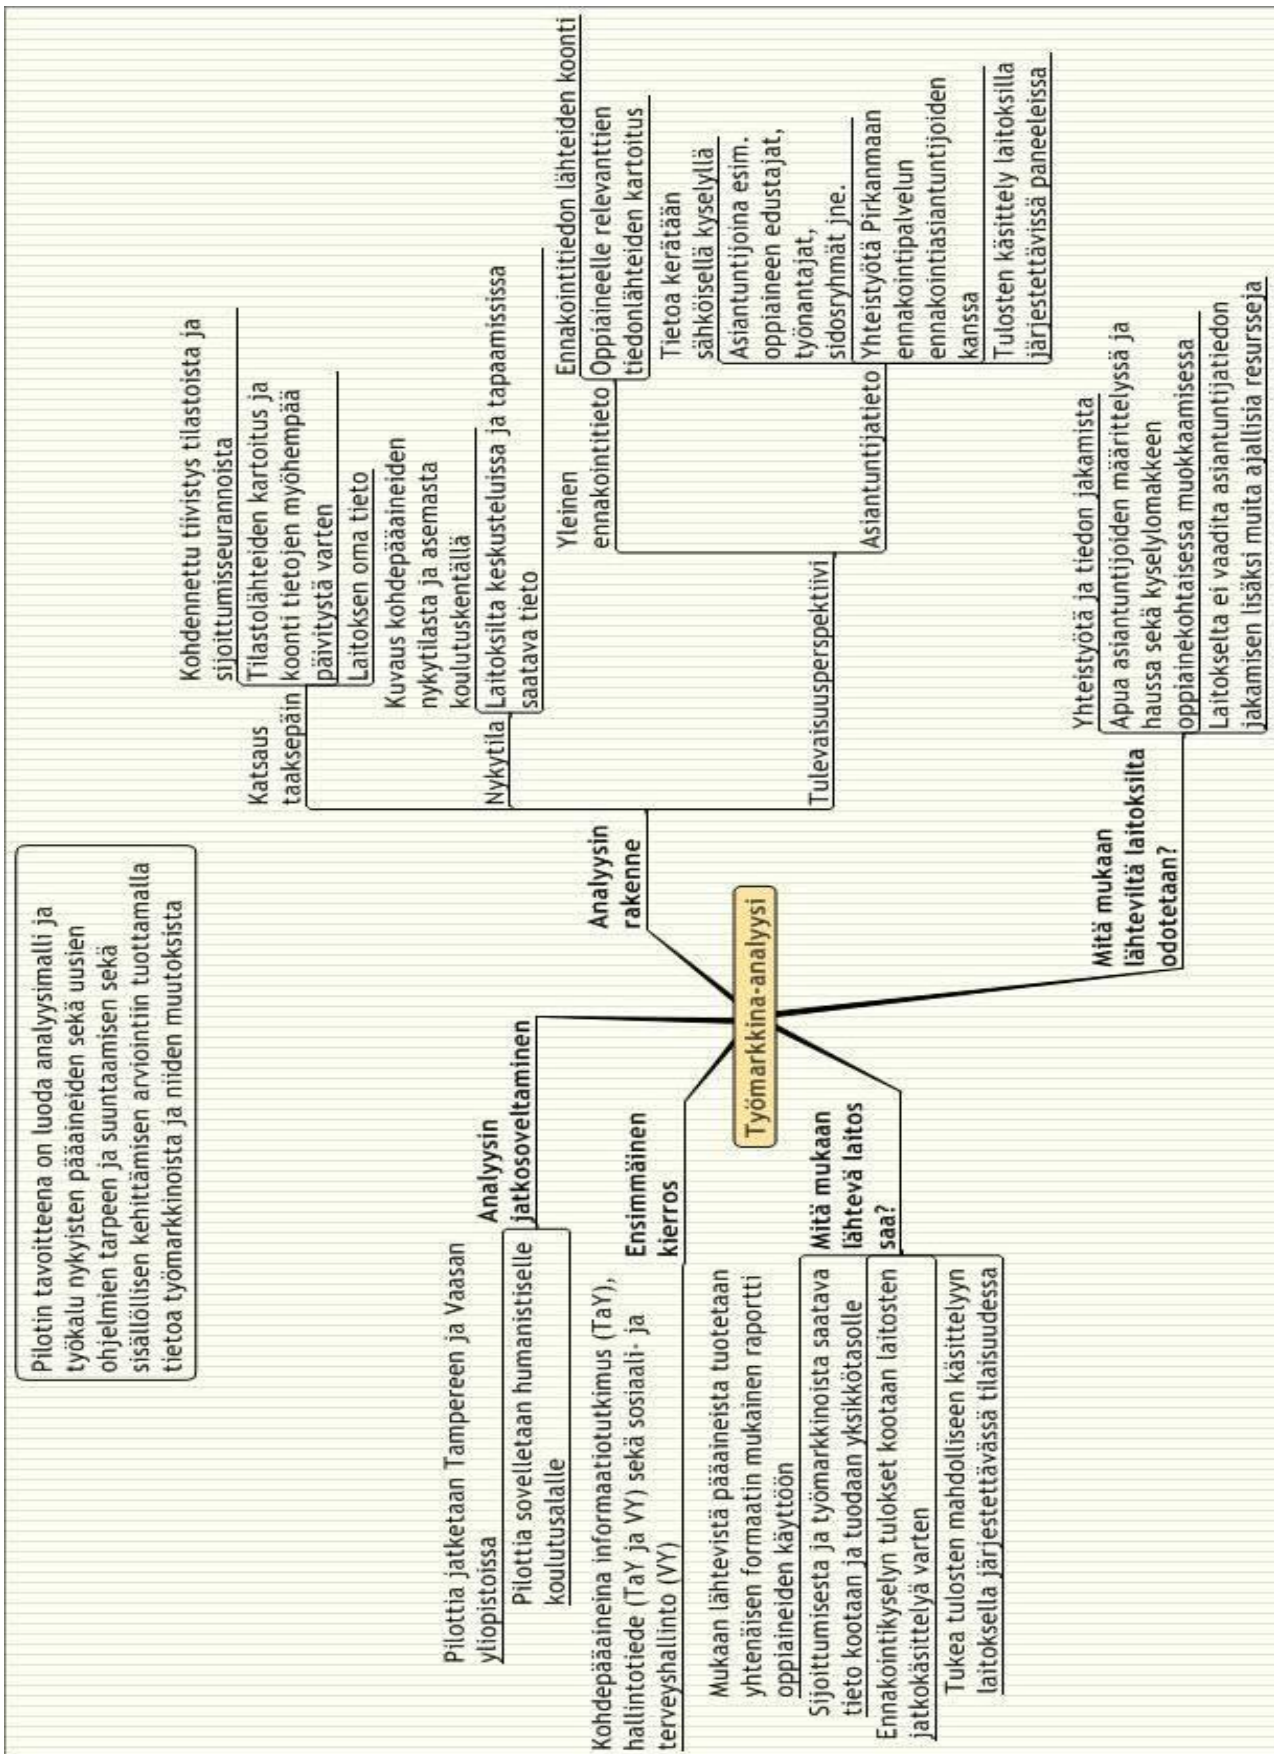 Pilotin tavoitteena on luoda analyysimalli ja
työkalu nykyisten pääaineiden sekä uusien
ohjelmien tarpeen ja suuntaamisen sekä
sisällöllisen kehittämisen arviointiin tuottamalla
tietoa työmarkkinoista ja niiden muutoksista
Työmarkkina-analyysi
Analyysin
jatkosoveltaminen
Pilottia jatketaan Tampereen ja Vaasan
yliopistoissa
Pilottia sovelletaan humanistiselle
koulutusalalle
Ensimmäinen
kierros
Kohdepääaineina informaatiotutkimus (TaY),
hallintotiede (TaY ja VY) sekä sosiaali- ja
terveyshallinto (VY)
Mitä mukaan
lähtevä laitos
saa?
Mukaan lähtevistä pääaineista tuotetaan
yhtenäisen formaatin mukainen raportti
oppiaineiden käyttöön
Sijoittumisesta ja työmarkkinoista saatava
tieto kootaan ja tuodaan yksikkötasolle
Ennakointikyselyn tulokset kootaan laitosten
jatkokäsittelyä varten
Tukea tulosten mahdolliseen käsittelyyn
laitoksella järjestettävässä tilaisuudessa
Analyysin
rakenne
Katsaus
taaksepäin
Kohdennettu tiivistys tilastoista ja
sijoittumisseurannoista
Tilastolähteiden kartoitus ja
koonti tietojen myöhempää
päivitystä varten
Laitoksen oma tieto
Nykytila
Kuvaus kohdepääaineiden
nykytilasta ja asemasta
koulutuskentällä
Laitoksilta keskusteluissa ja tapaamississa
saatava tieto
Tulevaisuusperspektiivi
Yleinen
ennakointitieto
Ennakointitiedon lähteiden koonti
Oppiaineelle relevanttien
tiedonlähteiden kartoitus
Asiantuntijatieto
Tietoa kerätään
sähköisellä kyselyllä
Asiantuntijoina esim.
oppiaineen edustajat,
työnantajat,
sidosryhmät jne.
Yhteistyötä Pirkanmaan
ennakointipalvelun
ennakointiasiantuntijoiden
kanssa
Tulosten käsittely laitoksilla
järjestettävissä paneeleissa
Mitä mukaan
lähteviltä laitoksilta
odotetaan?
Yhteistyötä ja tiedon jakamista
Apua asiantuntijoiden määrittelyssä ja
haussa sekä kyselylomakkeen
oppiainekohtaisessa muokkaamisessa
Laitokselta ei vaadita asiantuntijatiedon
jakamisen lisäksi muita ajallisia resursseja